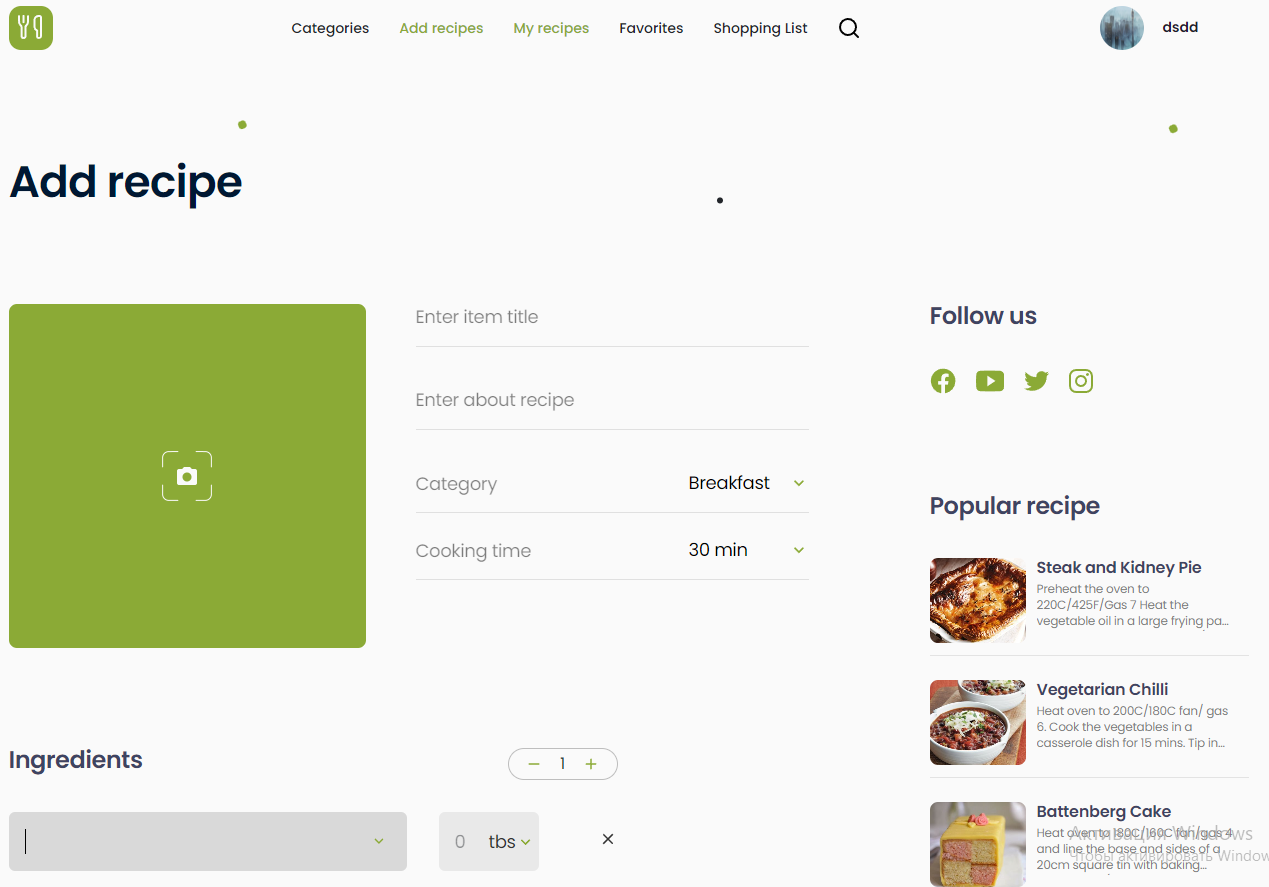 Categories Add recipes My recipes Favorites Shopping List dsdd
Add recipe
Enter item title
Enter about recipe
Category Breakfast
Cooking time 30 min
Ingredients
1
0 tbs
Follow us
Popular recipe
Steak and Kidney Pie
Preheat the oven to
220C/425F/Gas 7 Heat the
vegetable oil in a large frying pa...
Vegetarian Chilli
Heat oven to 200C/180C fan/ gas
6. Cook the vegetables in a
casserole dish for 15 mins. Tip in...
Battenberg Cake
Heat oven to 180C/160C fan/gas 4
and line the base and sides of a
20cm square tin with baking...
Активация Windows
Чтобы активировать Window